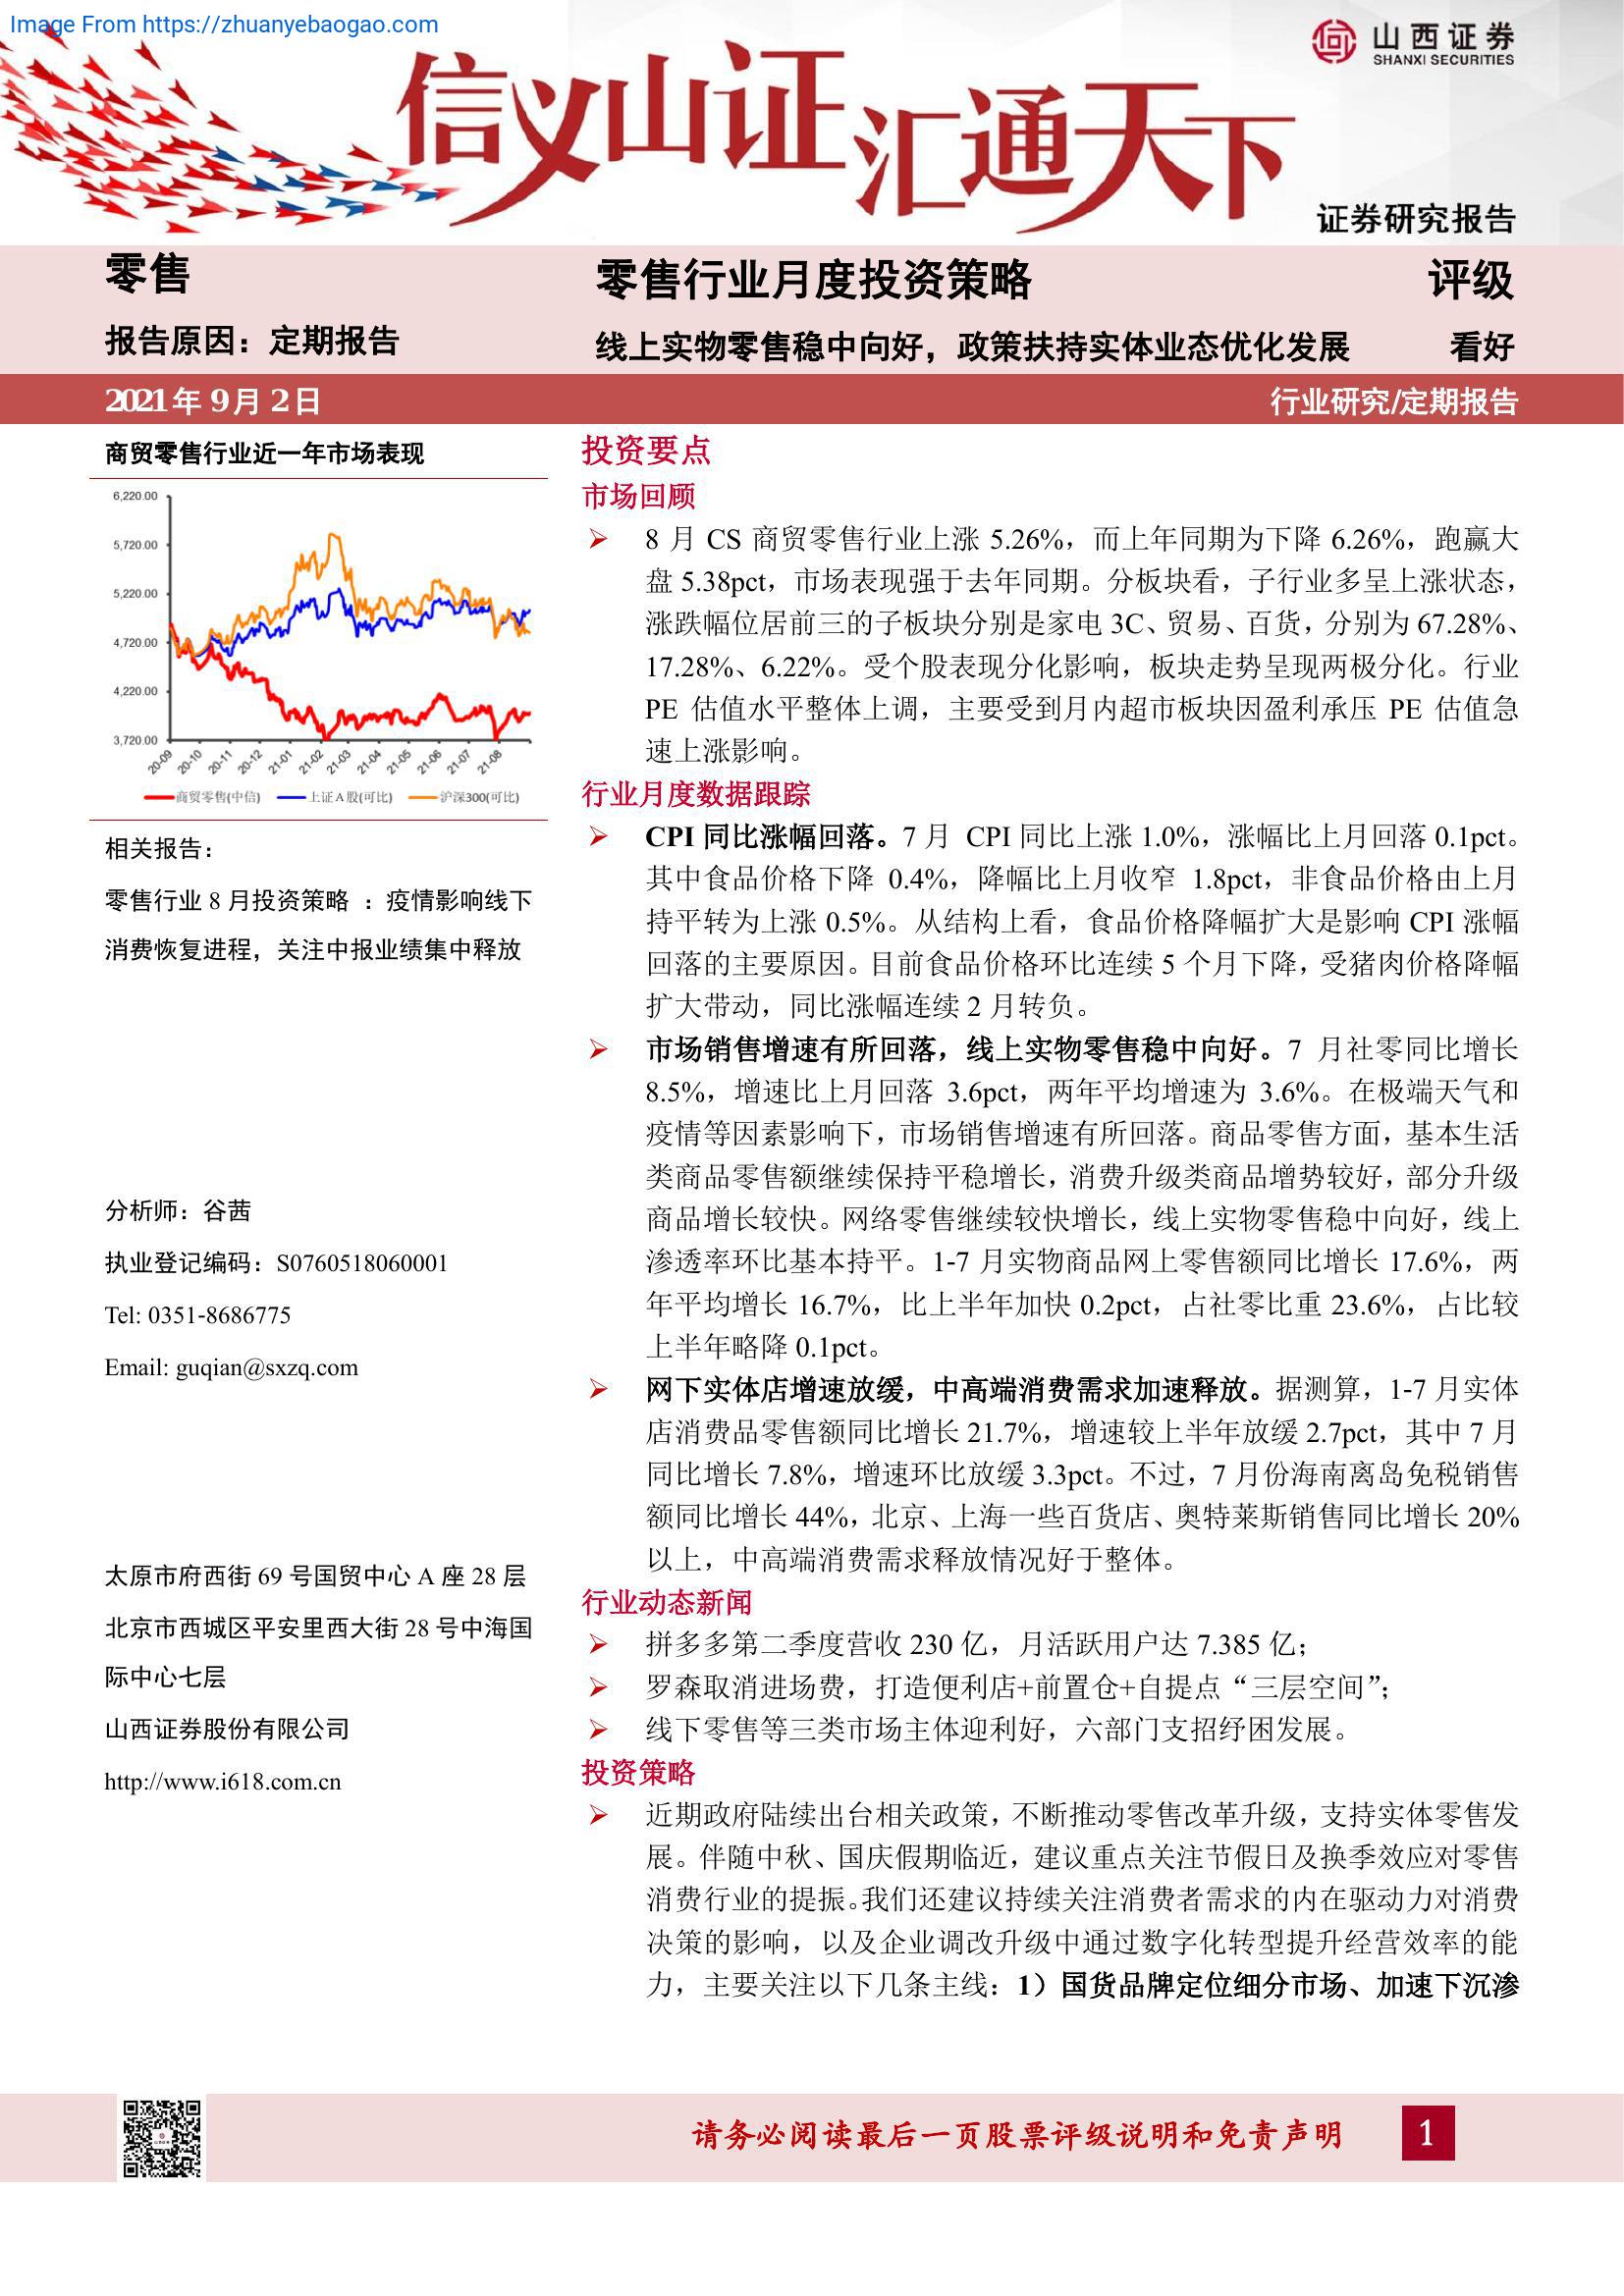 Image From https://zhuanyebaogao.com
山西证券
SHANXI SECURITIES
信义山证 汇通天下
证券研究报告
零售
零售行业月度投资策略
评级
报告原因：定期报告
线上实物零售稳中向好，政策扶持实体业态优化发展
看好
2021年9月2日
行业研究/定期报告
商贸零售行业近一年市场表现
6,220.00
5,720.00
5,220.00
4,720.00
4,220.00
3,720.00
20-09 20-10 20-11 20-12 21-01 21-02 21-03 21-04 21-05 21-06 21-07 21-08
商贸零售(中信) 上证A股(可比) 沪深300(可比)
相关报告：
零售行业8月投资策略 ：疫情影响线下
消费恢复进程，关注中报业绩集中释放
分析师：谷茜
执业登记编码：S0760518060001
Tel: 0351-8686775
Email: guqian@sxzq.com
太原市府西街69号国贸中心A座28层
北京市西城区平安里西大街28号中海国
际中心七层
山西证券股份有限公司
http://www.i618.com.cn
投资要点
市场回顾
➢ 8月 CS 商贸零售行业上涨 5.26%，而上年同期为下降 6.26%，跑赢大
盘 5.38pct，市场表现强于去年同期。分板块看，子行业多呈上涨状态，
涨跌幅位居前三的子板块分别是家电 3C、贸易、百货，分别为 67.28%、
17.28%、6.22%。受个股表现分化影响，板块走势呈现两极分化。行业
PE 估值水平整体上调，主要受到月内超市板块因盈利承压 PE 估值急
速上涨影响。
行业月度数据跟踪
➢ CPI 同比涨幅回落。7月 CPI 同比上涨 1.0%，涨幅比上月回落 0.1pct。
其中食品价格下降 0.4%，降幅比上月收窄 1.8pct，非食品价格由上月
持平转为上涨 0.5%。从结构上看，食品价格降幅扩大是影响 CPI 涨幅
回落的主要原因。目前食品价格环比连续 5 个月下降，受猪肉价格降幅
扩大带动，同比涨幅连续 2 月转负。
➢ 市场销售增速有所回落，线上实物零售稳中向好。7 月社零同比增长
8.5%，增速比上月回落 3.6pct，两年平均增速为 3.6%。在极端天气和
疫情等因素影响下，市场销售增速有所回落。商品零售方面，基本生活
类商品零售额继续保持平稳增长，消费升级类商品增势较好，部分升级
商品增长较快。网络零售继续较快增长，线上实物零售稳中向好，线上
渗透率环比基本持平。1-7 月实物商品网上零售额同比增长 17.6%，两
年平均增长 16.7%，比上半年加快 0.2pct，占社零比重 23.6%，占比较
上半年略降 0.1pct。
➢ 网下实体店增速放缓，中高端消费需求加速释放。据测算，1-7 月实体
店消费品零售额同比增长 21.7%，增速较上半年放缓 2.7pct，其中 7 月
同比增长 7.8%，增速环比放缓 3.3pct。不过，7 月份海南离岛免税销售
额同比增长 44%，北京、上海一些百货店、奥特莱斯销售同比增长 20%
以上，中高端消费需求释放情况好于整体。
行业动态新闻
➢ 拼多多第二季度营收 230 亿，月活跃用户达 7.385 亿；
➢ 罗森取消进场费，打造便利店+前置仓+自提点“三层空间”；
➢ 线下零售等三类市场主体迎利好，六部门支招纾困发展。
投资策略
➢ 近期政府陆续出台相关政策，不断推动零售改革升级，支持实体零售发
展。伴随中秋、国庆假期临近，建议重点关注节假日及换季效应对零售
消费行业的提振。我们还建议持续关注消费者需求的内在驱动力对消费
决策的影响，以及企业调改升级中通过数字化转型提升经营效率的能
力，主要关注以下几条主线：1）国货品牌定位细分市场、加速下沉渗
请务必阅读最后一页股票评级说明和免责声明
1